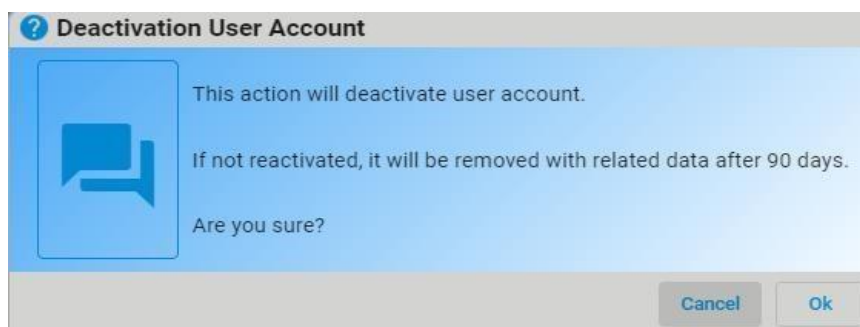 Deactivation User Account
This action will deactivate user account.
If not reactivated, it will be removed with related data after 90 days.
Are you sure?
Cancel Ok